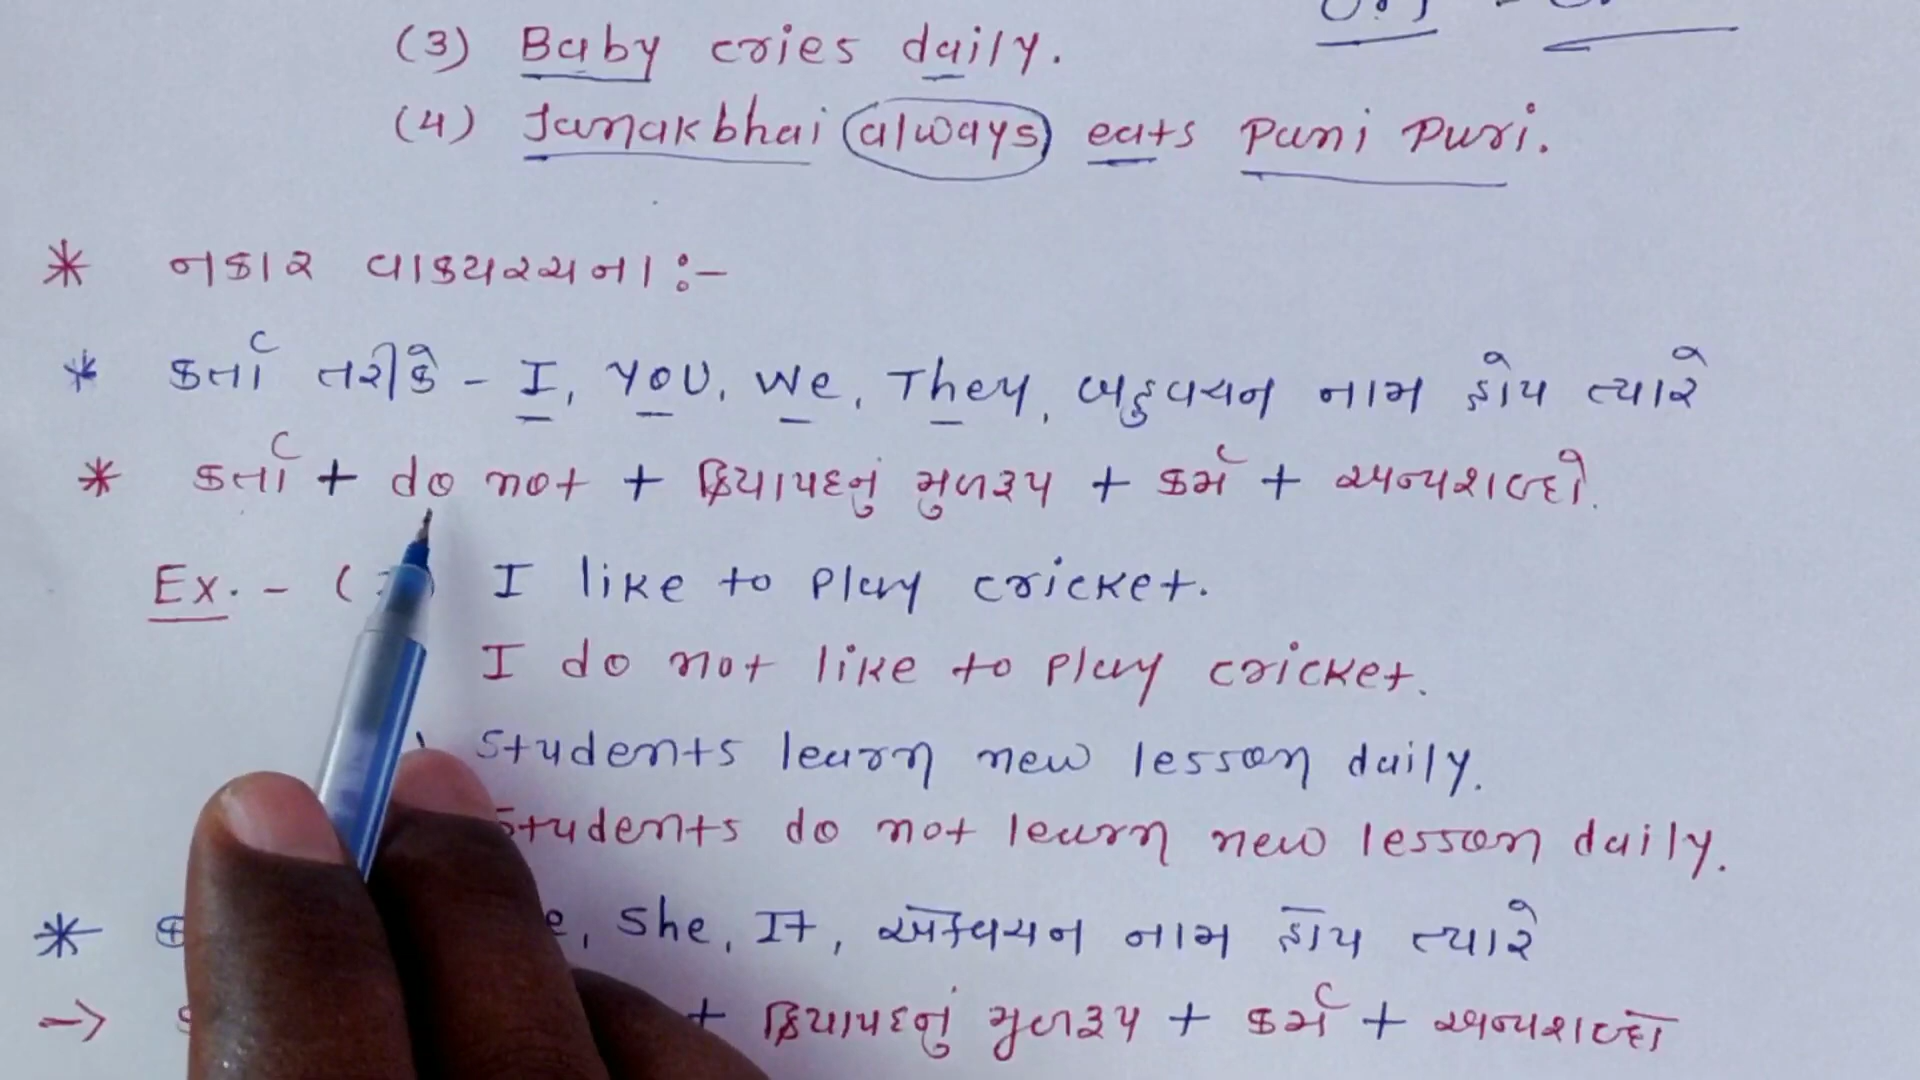 (3) Baby cries daily.
(4) Janakbhai always eats Pani Puri.
* નકાર વાક્યરચના :-
* કર્તા તરીકે - I, You, We, They, બહુવચન નામ હોય ત્યારે
* કર્તા + do not + ક્રિયાપદનું મુળરૂપ + કર્મ + અન્યશબ્દો.
Ex. - ( I like to Play cricket.
I do not like to Play cricket.
Students learn new lesson daily.
Students do not learn new lesson daily.
* She, It, એકવચન નામ હોય ત્યારે
→ + ક્રિયાપદનું મુળરૂપ + કર્મ + અન્યશબ્દો